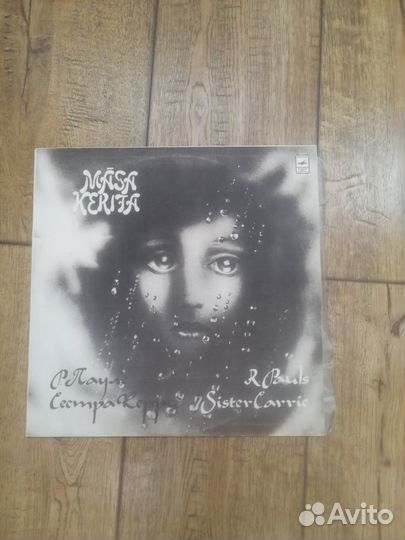 MĀSA
KERIJA
Р. Паулс
R. Pauls
Сестра Керри
Sister Carrie
Avito